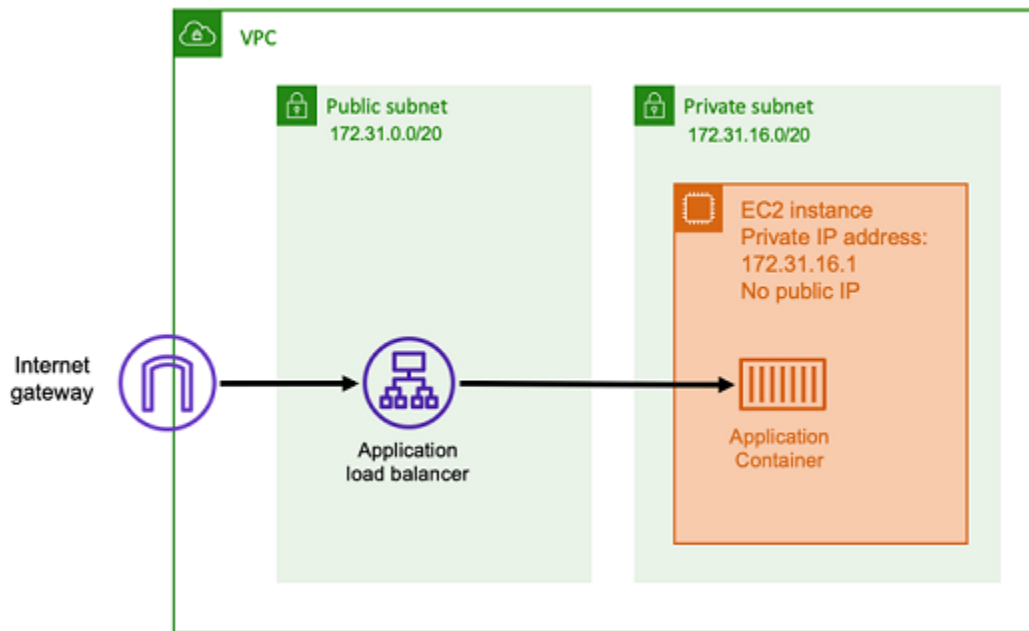 VPC
Public subnet
172.31.0.0/20
Private subnet
172.31.16.0/20
EC2 instance
Private IP address:
172.31.16.1
No public IP
Internet
gateway
Application
load balancer
Application
Container